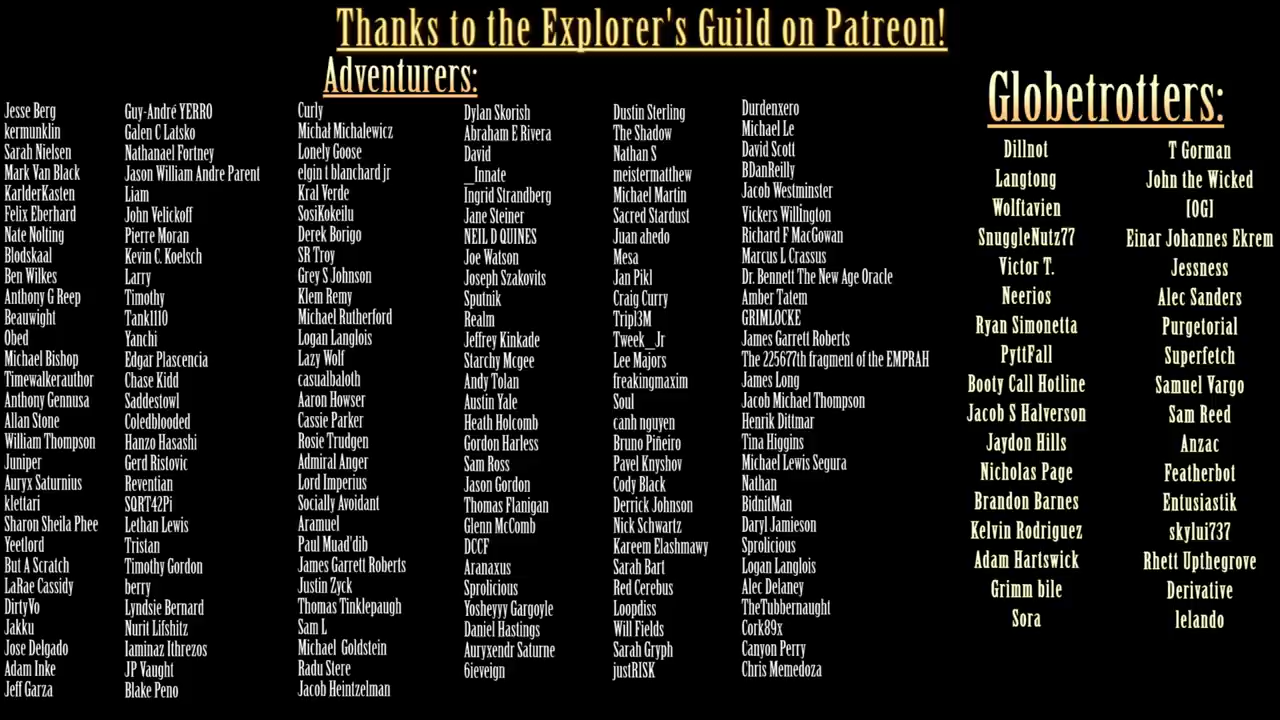 Thanks to the Explorer's Guild on Patreon!
Adventurers:
Jesse Berg
kermunklin
Sarah Nielsen
Mark Van Black
KarlderKasten
Felix Eberhard
Nate Nolting
Blodskaal
Ben Wilkes
Anthony G Reep
Beauwight
Obed
Michael Bishop
Timewalkerauthor
Anthony Gennusa
Allan Stone
William Thompson
Juniper
Auryx Saturnius
klettari
Sharon Sheila Phee
Yeetlord
But A Scratch
LaRae Cassidy
DirtyVo
Jakku
Jose Delgado
Adam Inke
Jeff Garza
Guy-André YERRO
Galen C Latsko
Nathanael Fortney
Jason William Andre Parent
Liam
John Velickoff
Pierre Moran
Kevin C. Koelsch
Larry
Timothy
Tank1110
Yanchi
Edgar Plascencia
Chase Kidd
Saddestowl
Coledblooded
Hanzo Hasashi
Gerd Ristovic
Reventian
SQRT42Pi
Lethan Lewis
Tristan
Timothy Gordon
berry
Lyndsie Bernard
Nurit Lifshitz
Iaminaz Ithrezos
JP Vaught
Blake Peno
Curly
Michał Michalewicz
Lonely Goose
elgin t blanchard jr
Kral Verde
SosiKokeilu
Derek Borigo
SR Troy
Grey S Johnson
Klem Remy
Michael Rutherford
Logan Langlois
Lazy Wolf
casualbaloth
Aaron Howser
Cassie Parker
Rosie Trudgen
Admiral Anger
Lord Imperius
Socially Avoidant
Aramuel
Paul Muad'dib
James Garrett Roberts
Justin Zyck
Thomas Tinklepaugh
Sam L
Michael Goldstein
Radu Stere
Jacob Heintzelman
Dylan Skorish
Abraham E Rivera
David
_Innate
Ingrid Strandberg
Jane Steiner
NEIL D QUINES
Joe Watson
Joseph Szakovits
Sputnik
Realm
Jeffrey Kinkade
Starchy Mcgee
Andy Tolan
Austin Yale
Heath Holcomb
Gordon Harless
Sam Ross
Jason Gordon
Thomas Flanigan
Glenn McComb
DCCF
Aranaxus
Sprolicious
Yosheyyy Gargoyle
Daniel Hastings
Auryxendr Saturne
6ieveign
Dustin Sterling
The Shadow
Nathan S
meistermatthew
Michael Martin
Sacred Stardust
Juan ahedo
Mesa
Jan Pikl
Craig Curry
Tripl3M
Tweek_Jr
Lee Majors
freakingmaxim
Soul
canh nguyen
Bruno Piñeiro
Pavel Knyshov
Cody Black
Derrick Johnson
Nick Schwartz
Kareem Elashmawy
Sarah Bart
Red Cerebus
Loopdiss
Will Fields
Sarah Gryph
justRISK
Durdenxero
Michael Le
David Scott
BDanReilly
Jacob Westminster
Vickers Willington
Richard F MacGowan
Marcus L Crassus
Dr. Bennett The New Age Oracle
Amber Tatem
GRIMLOCKE
James Garrett Roberts
The 225677th fragment of the EMPRAH
James Long
Jacob Michael Thompson
Henrik Dittmar
Tina Higgins
Michael Lewis Segura
Nathan
BidnitMan
Daryl Jamieson
Sprolicious
Logan Langlois
Alec Delaney
TheTubbernaught
Cork89x
Canyon Perry
Chris Memedoza
Globetrotters:
Dillnot
Langtong
Wolftavien
SnuggleNutz77
Victor T.
Neerios
Ryan Simonetta
PyttFall
Booty Call Hotline
Jacob S Halverson
Jaydon Hills
Nicholas Page
Brandon Barnes
Kelvin Rodriguez
Adam Hartswick
Grimm bile
Sora
T Gorman
John the Wicked
[OG]
Einar Johannes Ekrem
Jessness
Alec Sanders
Purgetorial
Superfetch
Samuel Vargo
Sam Reed
Anzac
Featherbot
Entusiastik
skylui737
Rhett Upthegrove
Derivative
lelando